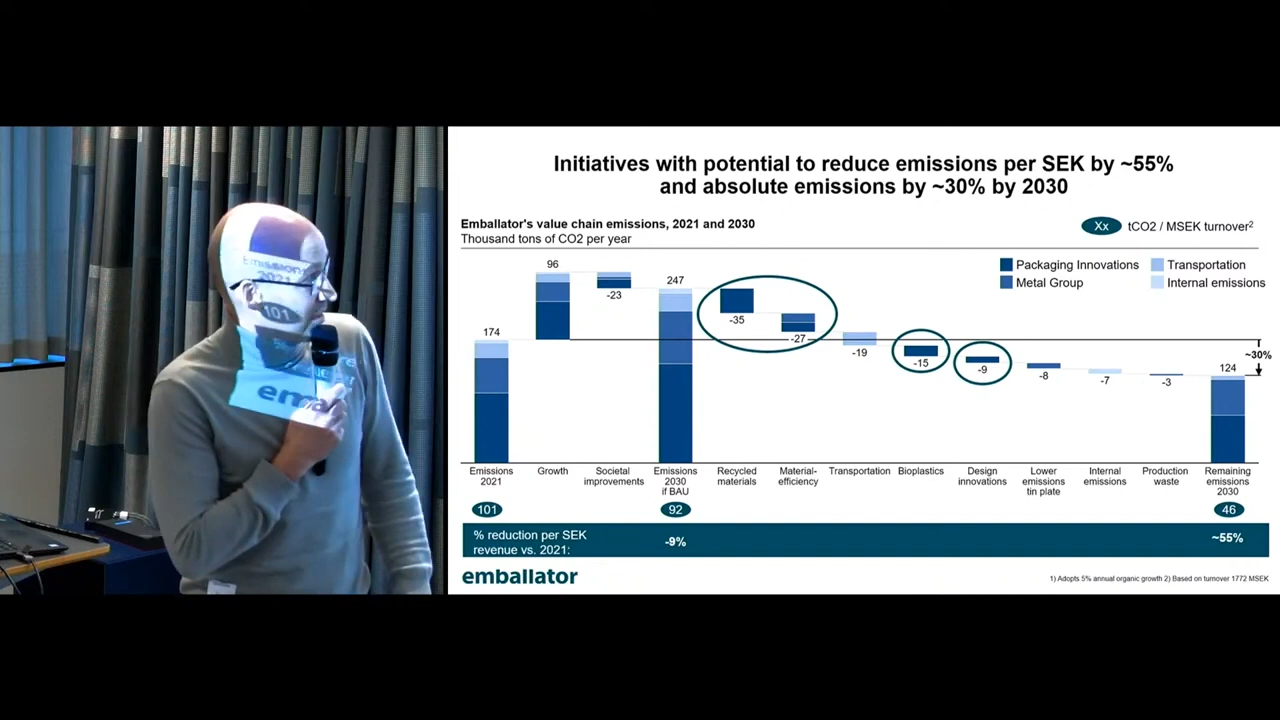 Initiatives with potential to reduce emissions per SEK by ~55%
and absolute emissions by ~30% by 2030
Emballator's value chain emissions, 2021 and 2030
Thousand tons of CO2 per year
Xx tCO2 / MSEK turnover2
Packaging Innovations
Transportation
Metal Group
Internal emissions
174
96
-23
247
-35
-27
-19
-15
-9
-8
-7
-3
124
~30%
Emissions
2021
Growth
Societal
improvements
Emissions
2030
if BAU
Recycled
materials
Material-
efficiency
Transportation
Bioplastics
Design
innovations
Lower
emissions
tin plate
Internal
emissions
Production
waste
Remaining
emissions
2030
101
92
46
% reduction per SEK
revenue vs. 2021:
-9%
~55%
emballator
1) Adopts 5% annual organic growth 2) Based on turnover 1772 MSEK
Emissions
2021
101
emba